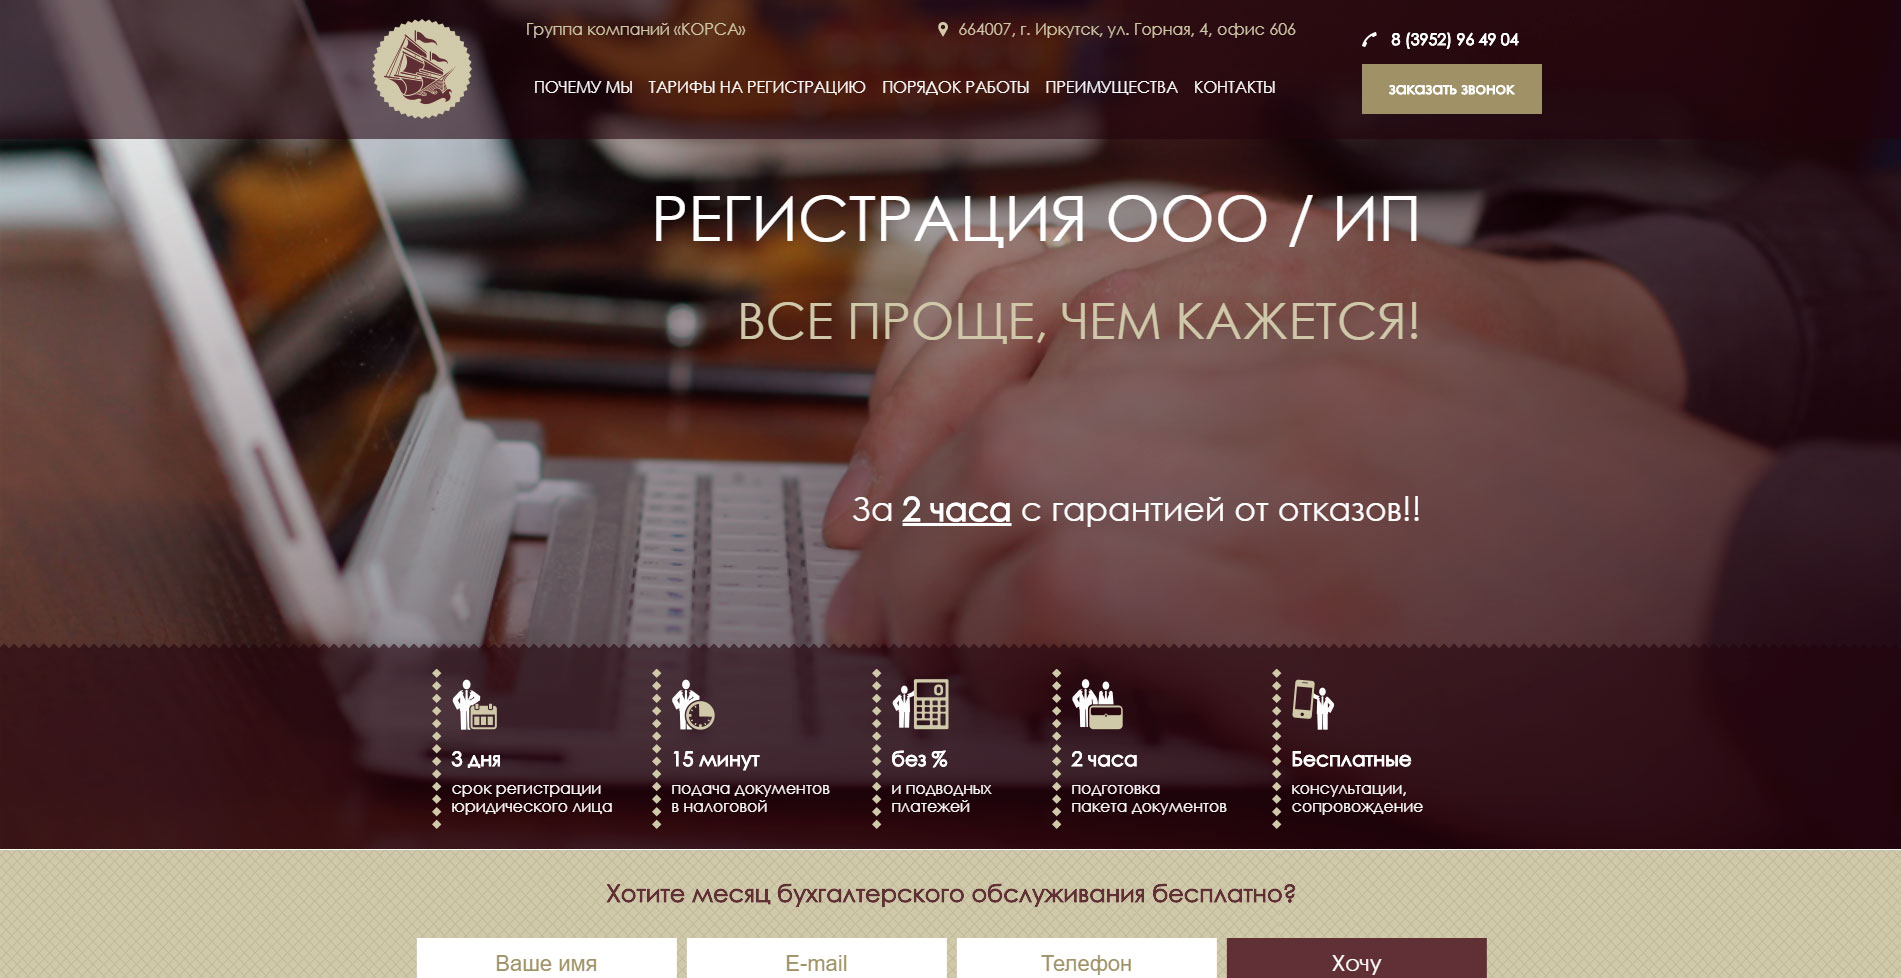 Группа компаний «КОРСА»
664007, г. Иркутск, ул. Горная, 4, офис 606
8 (3952) 96 49 04
ПОЧЕМУ МЫ ТАРИФЫ НА РЕГИСТРАЦИЮ ПОРЯДОК РАБОТЫ ПРЕИМУЩЕСТВА КОНТАКТЫ
заказать звонок
РЕГИСТРАЦИЯ ООО / ИП
ВСЕ ПРОЩЕ, ЧЕМ КАЖЕТСЯ!
За 2 часа с гарантией от отказов!!
3 дня
срок регистрации
юридического лица
15 минут
подача документов
в налоговой
без %
и подводных
платежей
2 часа
подготовка
пакета документов
Бесплатные
консультации,
сопровождение
Хотите месяц бухгалтерского обслуживания бесплатно?
Ваше имя
E-mail
Телефон
Хочу